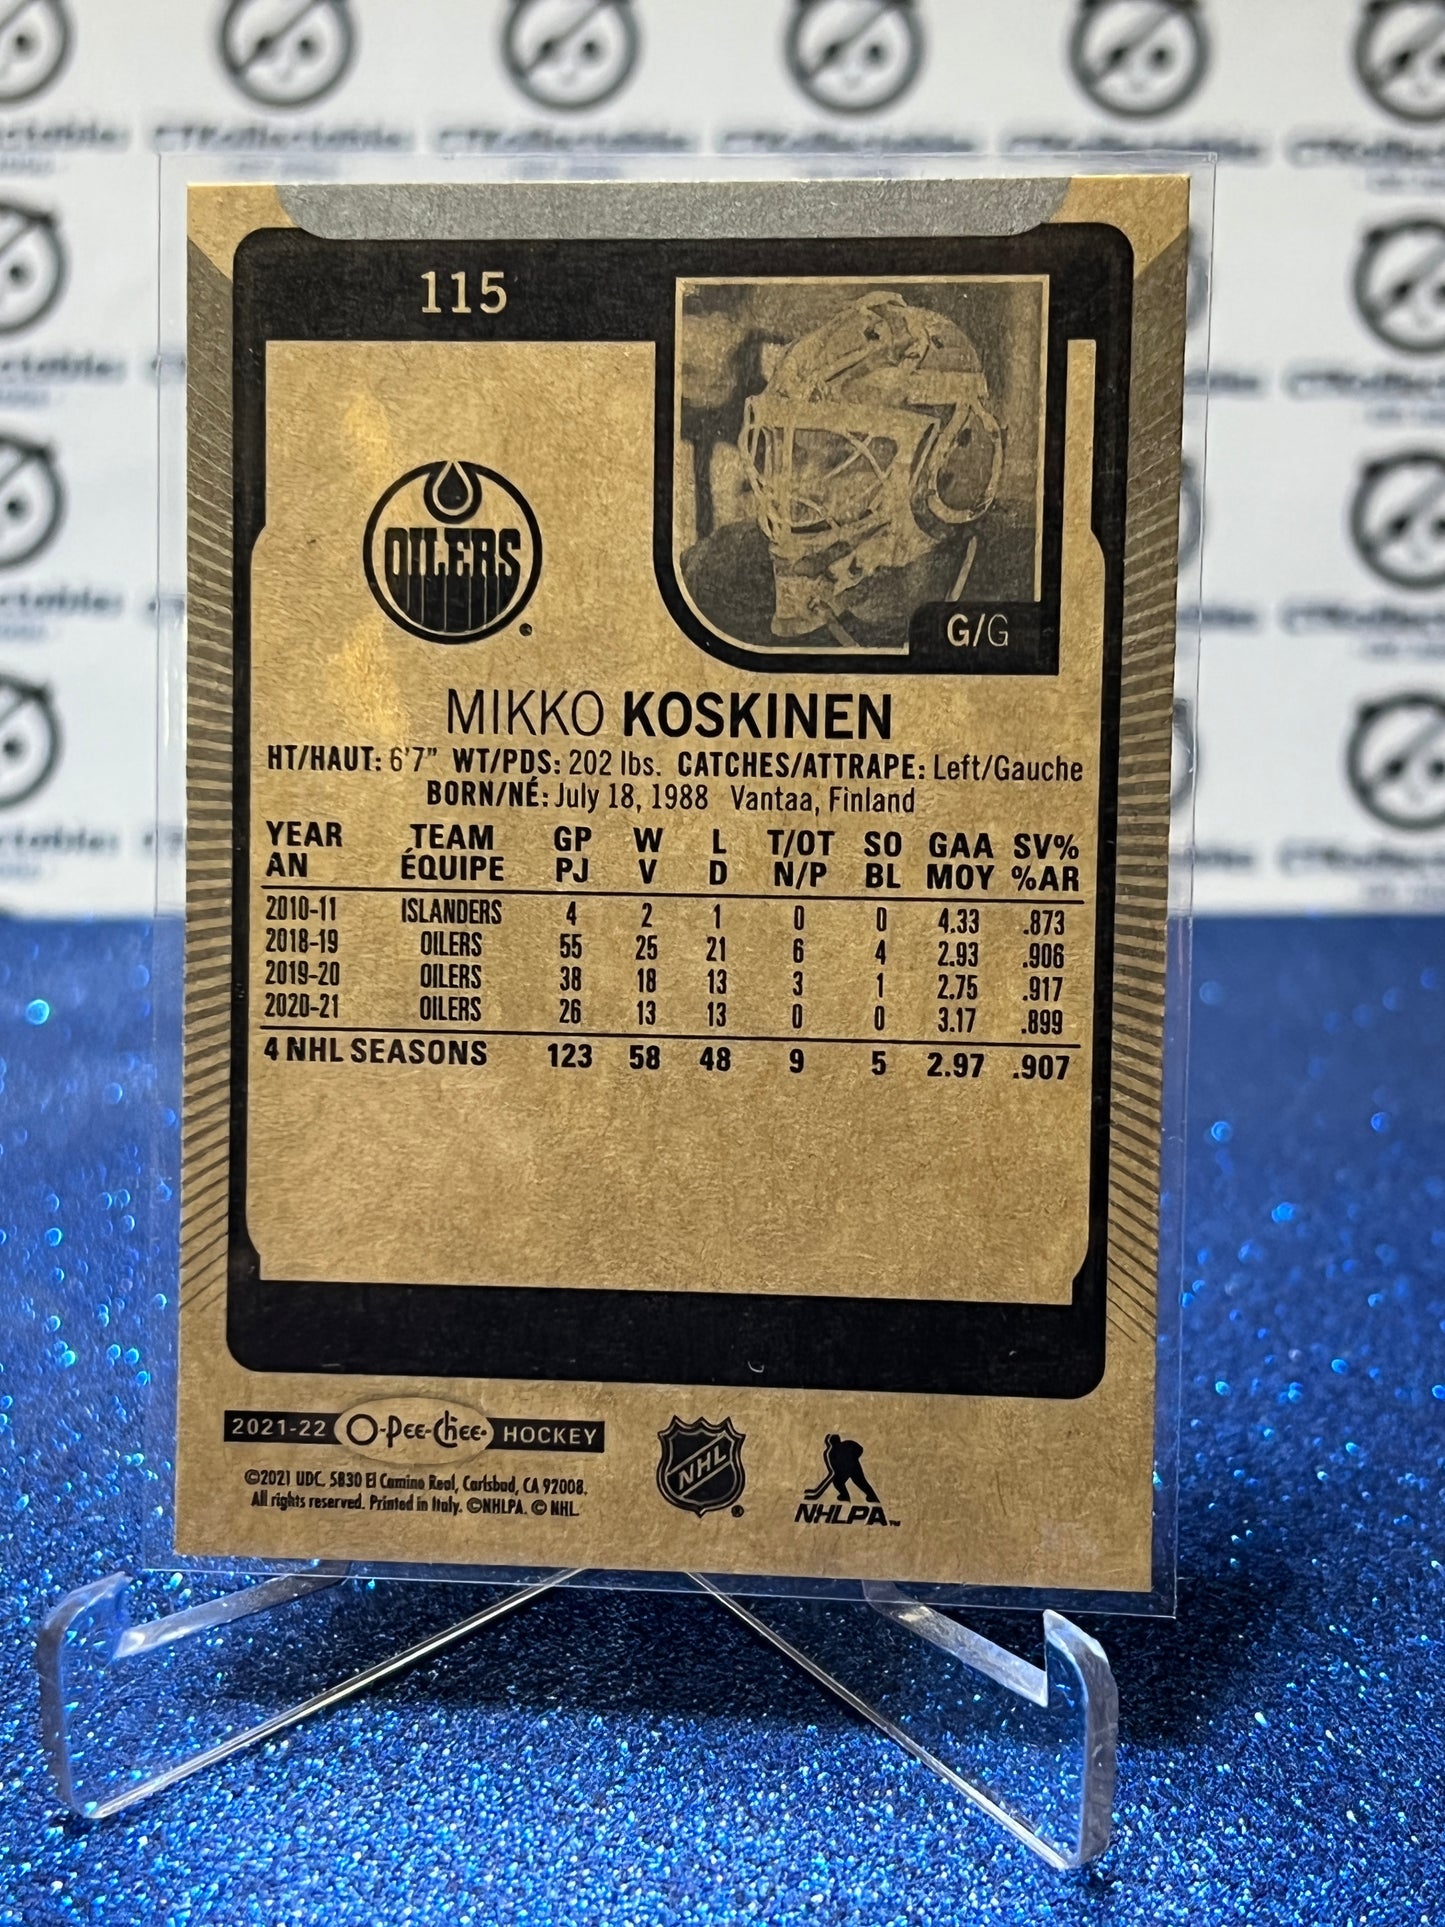 115
OILERS
G/G
MIKKO KOSKINEN
HT/HAUT: 6'7" WT/PDS: 202 lbs. CATCHES/ATTRAPE: Left/Gauche
BORN/NÉ: July 18, 1988 Vantaa, Finland
YEAR TEAM GP W L T/OT SO GAA SV%
AN ÉQUIPE PJ V D N/P BL MOY %AR
2010-11 ISLANDERS 4 2 1 0 0 4.33 .873
2018-19 OILERS 55 25 21 6 4 2.93 .906
2019-20 OILERS 38 18 13 3 1 2.75 .917
2020-21 OILERS 26 13 13 0 0 3.17 .899
4 NHL SEASONS 123 58 48 9 5 2.97 .907
2021-22 O-Pee-Chee HOCKEY
©2021 UDC. 5830 El Camino Real, Carlsbad, CA 92008.
All rights reserved. Printed in Italy. ©NHLPA. © NHL.
NHL
NHLPA™